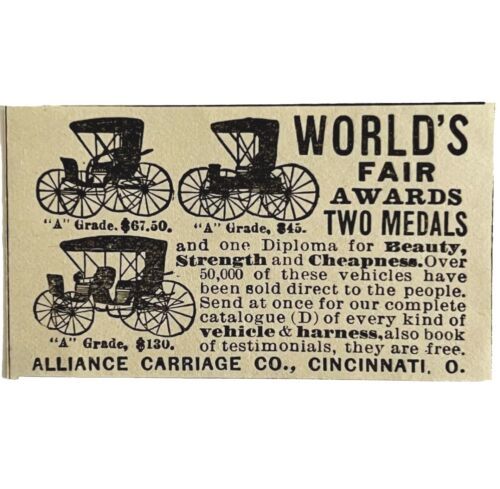 WORLD'S
FAIR
AWARDS
TWO MEDALS
"A" Grade. $67.50.
"A" Grade, $45.
and one Diploma for Beauty,
Strength and Cheapness. Over
50,000 of these vehicles have
been sold direct to the people.
Send at once for our complete
catalogue (D) of every kind of
vehicle & harness, also book
of testimonials, they are free.
"A" Grade, $130.
ALLIANCE CARRIAGE CO., CINCINNATI, O.